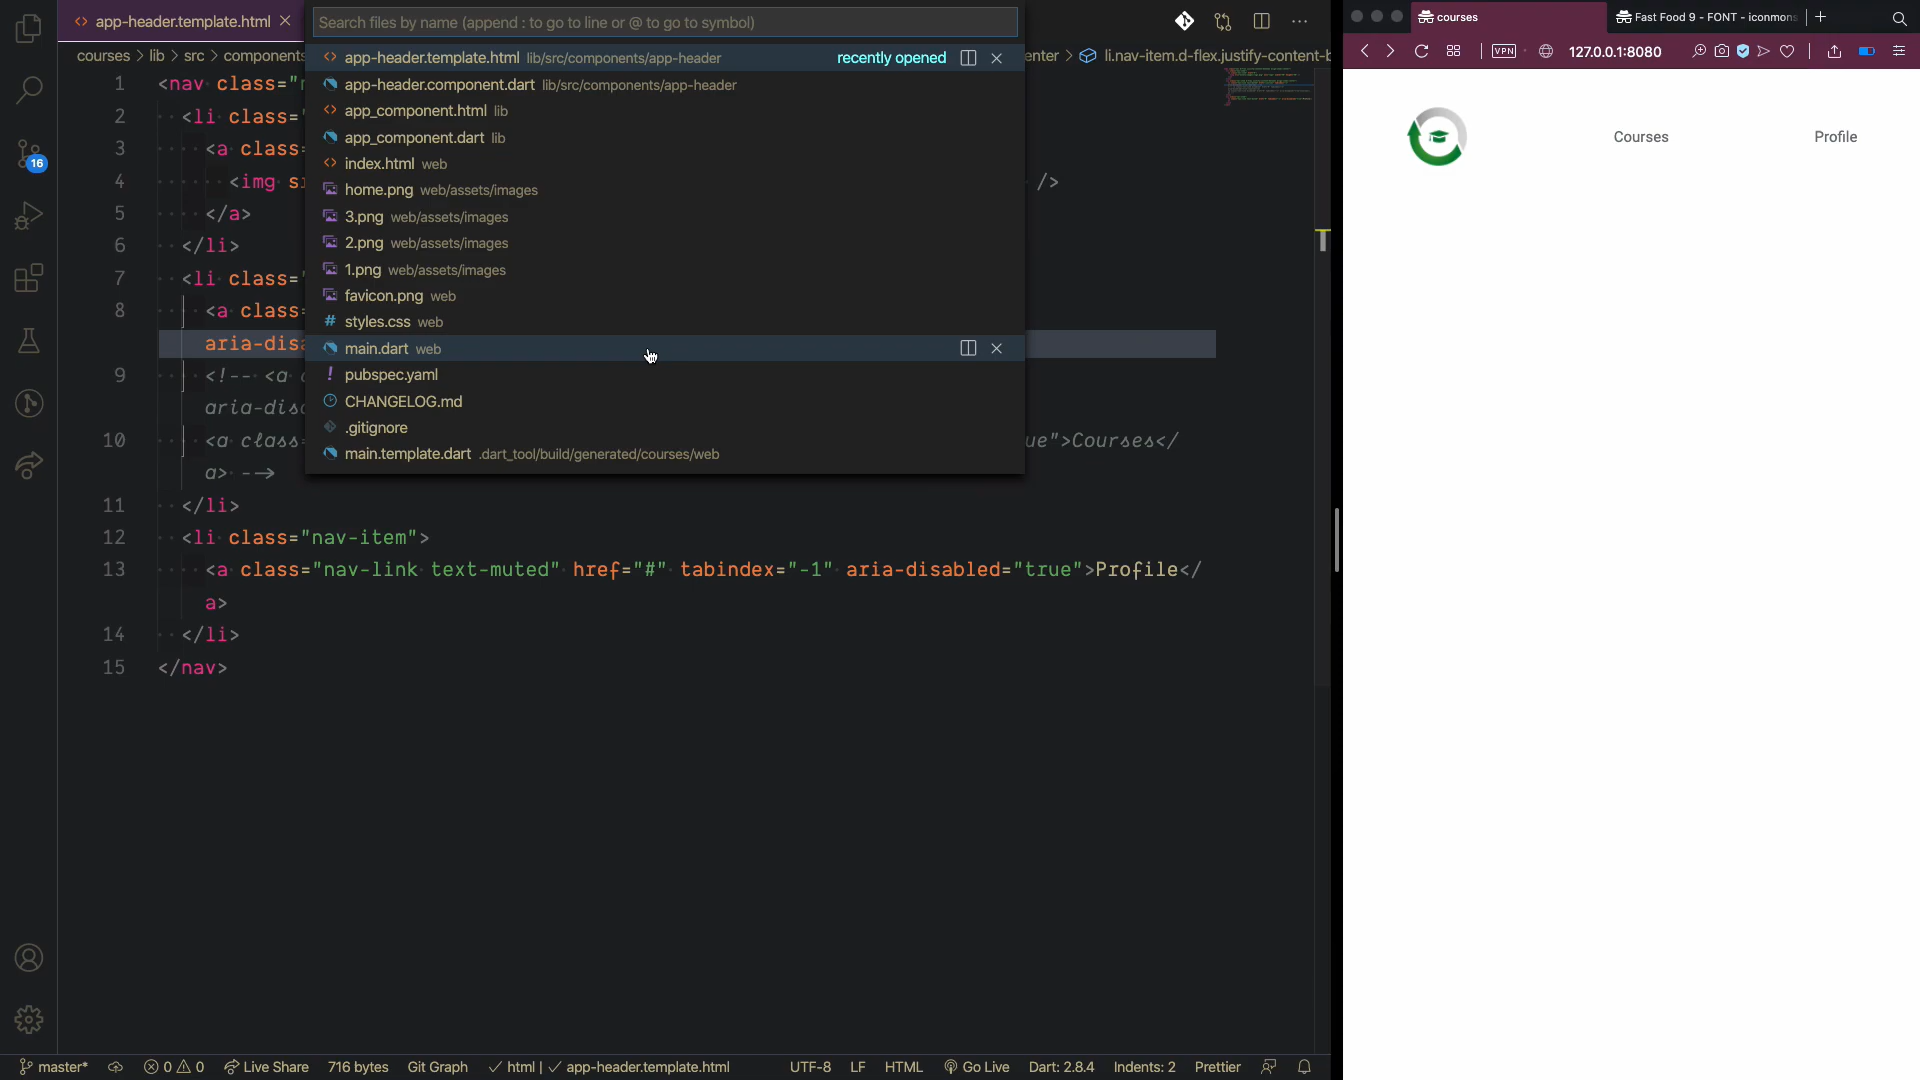 app-header.template.html
Search files by name (append : to go to line or @ to go to symbol)
courses
Fast Food 9 - FONT - iconmons
127.0.0.1:8080
VPN
courses > lib > src > components
enter > li.nav-item.d-flex.justify-content-b
app-header.template.html lib/src/components/app-header recently opened
app-header.component.dart lib/src/components/app-header
app_component.html lib
app_component.dart lib
index.html web
home.png web/assets/images
3.png web/assets/images
2.png web/assets/images
1.png web/assets/images
favicon.png web
styles.css web
main.dart web
pubspec.yaml
CHANGELOG.md
.gitignore
main.template.dart .dart_tool/build/generated/courses/web
1 <nav class="n
2 <li class="
3 <a class=
4 <img sr />
5 </a>
6 </li>
7 <li class="
8 <a class=
aria-disa
9 <!-- <a c
aria-disa
10 <a class= ue">Courses</
a> -->
11 </li>
12 <li class="nav-item">
13 <a class="nav-link text-muted" href="#" tabindex="-1" aria-disabled="true">Profile</
a>
14 </li>
15 </nav>
16
Courses
Profile
master* 0 0 Live Share 716 bytes Git Graph html | app-header.template.html UTF-8 LF HTML Go Live Dart: 2.8.4 Indents: 2 Prettier